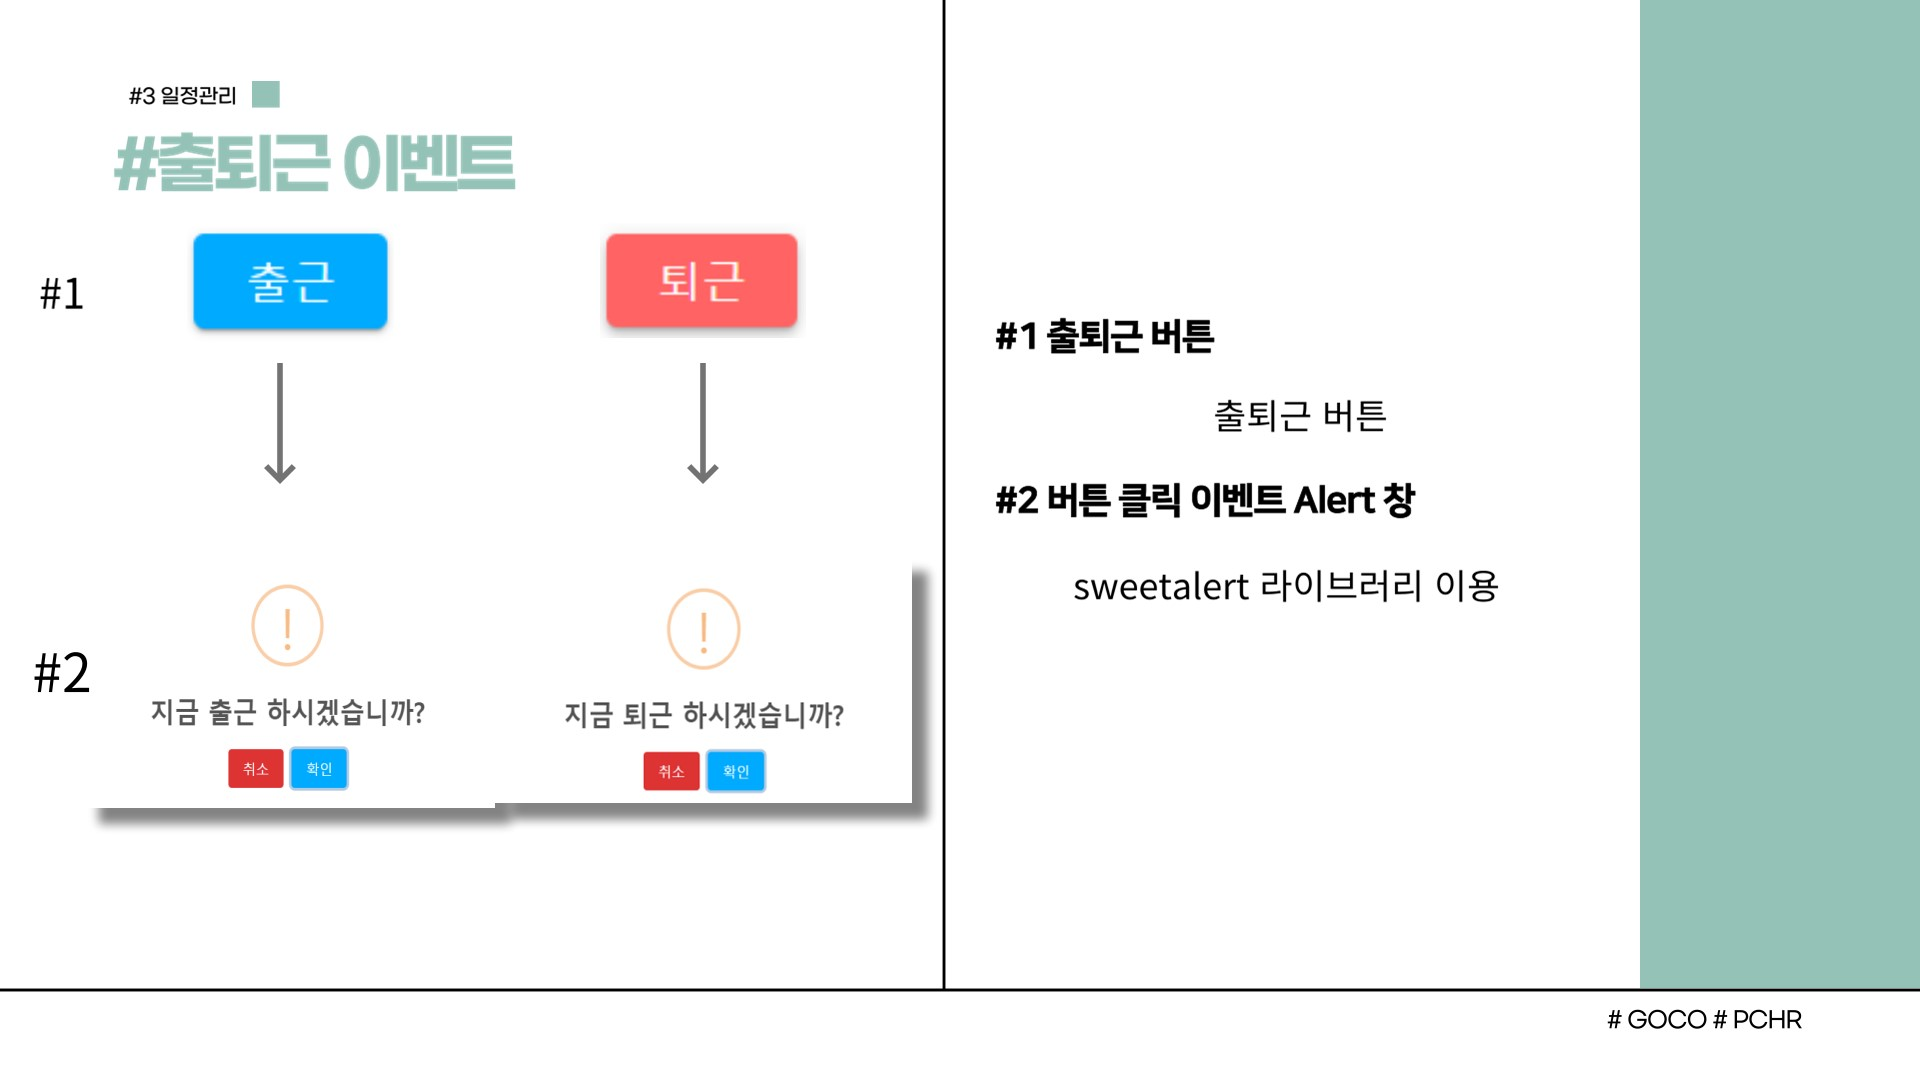 #3 일정관리
#출퇴근 이벤트
#1
출근
퇴근
#2
!
지금 출근 하시겠습니까?
취소
확인
!
지금 퇴근 하시겠습니까?
취소
확인
#1 출퇴근 버튼
출퇴근 버튼
#2 버튼 클릭 이벤트 Alert 창
sweetalert 라이브러리 이용
# GOCO # PCHR